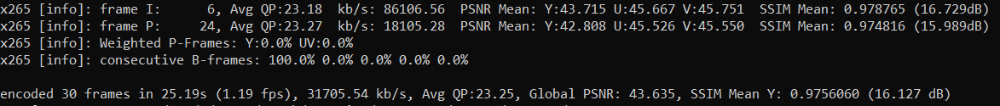 x265 [info]: frame I:      6, Avg QP:23.18  kb/s: 86106.56  PSNR Mean: Y:43.715 U:45.667 V:45.751  SSIM Mean: 0.978765 (16.729dB)
x265 [info]: frame P:     24, Avg QP:23.27  kb/s: 18105.28  PSNR Mean: Y:42.808 U:45.526 V:45.550  SSIM Mean: 0.974816 (15.989dB)
x265 [info]: Weighted P-Frames: Y:0.0% UV:0.0%
x265 [info]: consecutive B-frames: 100.0% 0.0% 0.0% 0.0% 0.0%
encoded 30 frames in 25.19s (1.19 fps), 31705.54 kb/s, Avg QP:23.25, Global PSNR: 43.635, SSIM Mean Y: 0.9756060 (16.127 dB)